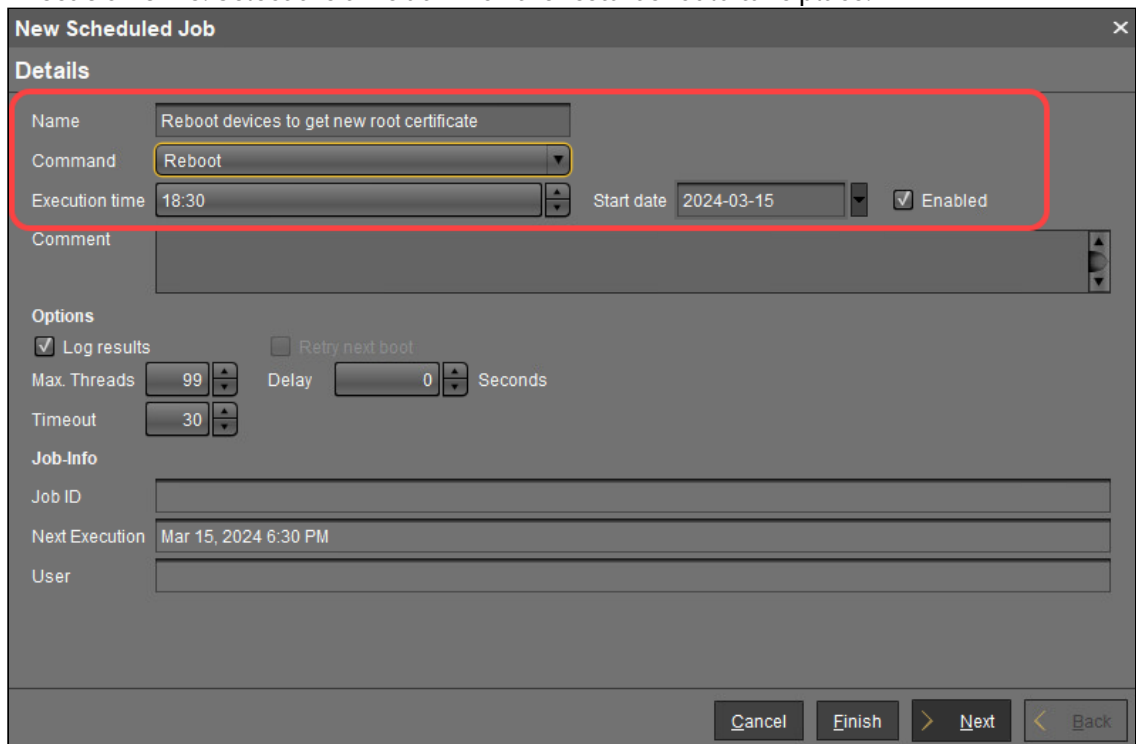 New Scheduled Job
Details
Name Reboot devices to get new root certificate
Command Reboot
Execution time 18:30 Start date 2024-03-15 Enabled
Comment
Options
Log results Retry next boot
Max. Threads 99 Delay 0 Seconds
Timeout 30
Job-Info
Job ID
Next Execution Mar 15, 2024 6:30 PM
User
Cancel Finish Next Back